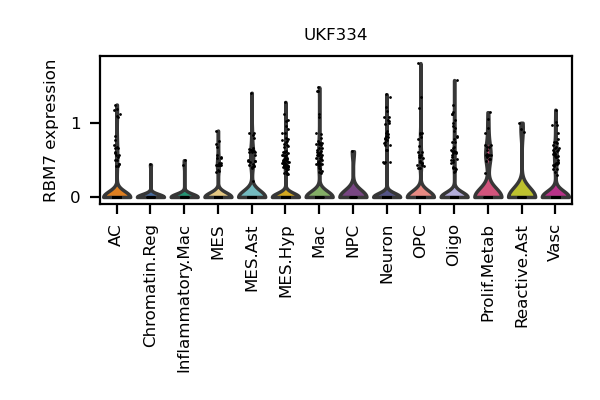 UKF334
RBM7 expression
1
0
AC
Chromatin.Reg
Inflammatory.Mac
MES
MES.Ast
MES.Hyp
Mac
NPC
Neuron
OPC
Oligo
Prolif.Metab
Reactive.Ast
Vasc